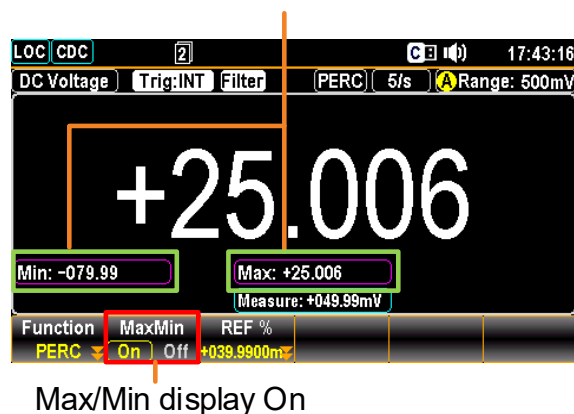 LOC CDC 2 C 17:43:16
DC Voltage Trig:INT Filter PERC 5/s A Range: 500mV
+25.006
Min: -079.99 Max: +25.006
Measure: +049.99mV
Function MaxMin REF %
PERC On Off +039.9900m
Max/Min display On